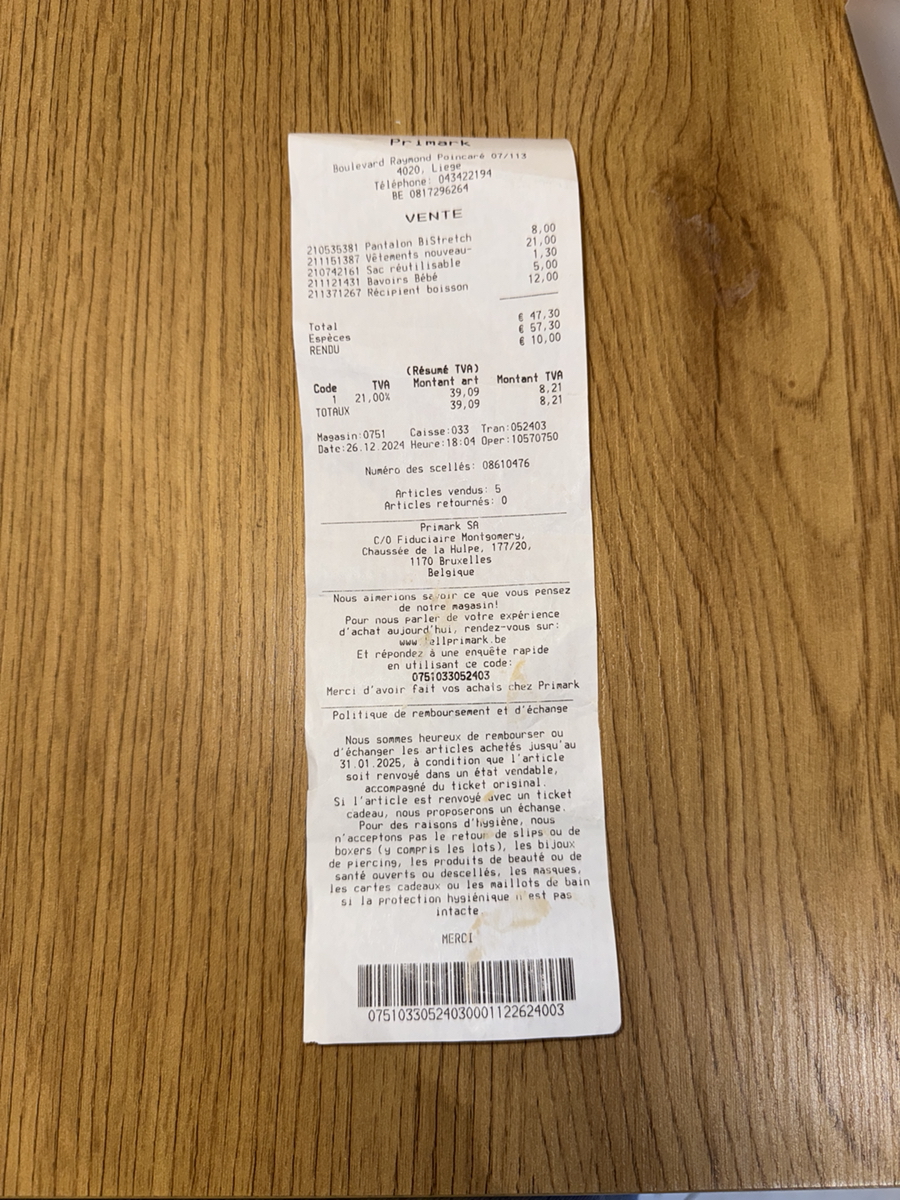 Primark
Boulevard Raymond Poincaré 07/113
4020, Liege
Téléphone: 043422194
BE 0817296264
VENTE
210535381 Pantalon BiStretch 8,00
211151387 Vêtements nouveau- 21,00
210742161 Sac réutilisable 1,30
211121431 Bavoirs Bébé 5,00
211371267 Récipient boisson 12,00
Total € 47,30
Espèces € 57,30
RENDU € 10,00
(Résumé TVA)
Code TVA Montant art Montant TVA
1 21,00% 39,09 8,21
TOTAUX 39,09 8,21
Magasin:0751 Caisse:033 Tran:052403
Date:26.12.2024 Heure:18:04 Oper:10570750
Numéro des scellés: 08610476
Articles vendus: 5
Articles retournés: 0
Primark SA
C/O Fiduciaire Montgomery,
Chaussée de la Hulpe, 177/20,
1170 Bruxelles
Belgique
Nous aimerions savoir ce que vous pensez
de notre magasin!
Pour nous parler de votre expérience
d'achat aujourd'hui, rendez-vous sur:
www tellprimark.be
Et répondez à une enquête rapide
en utilisant ce code:
0751033052403
Merci d'avoir fait vos achais chez Primark
Politique de remboursement et d'échange
Nous sommes heureux de rembourser ou
d'échanger les articles achetés jusqu'au
31.01.2025, à condition que l'article
soit renvoyé dans un état vendable,
accompagné du ticket original.
Si l'article est renvoyé avec un ticket
cadeau, nous proposerons un échange.
Pour des raisons d'hygiène, nous
n'acceptons pas le retour de slips ou de
boxers (y compris les lots), les bijoux
de piercing, les produits de beauté ou de
santé ouverts ou descellés, les masques,
les cartes cadeaux ou les maillots de bain
si la protection hygiénique n'est pas
intacte
MERCI
07510330524030001122624003